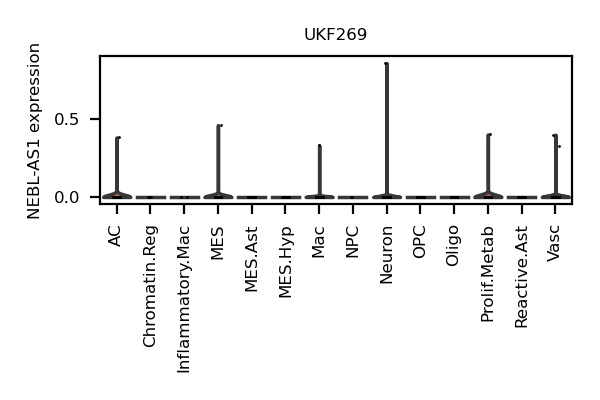 UKF269
NEBL-AS1 expression
0.5
0.0
AC
Chromatin.Reg
Inflammatory.Mac
MES
MES.Ast
MES.Hyp
Mac
NPC
Neuron
OPC
Oligo
Prolif.Metab
Reactive.Ast
Vasc